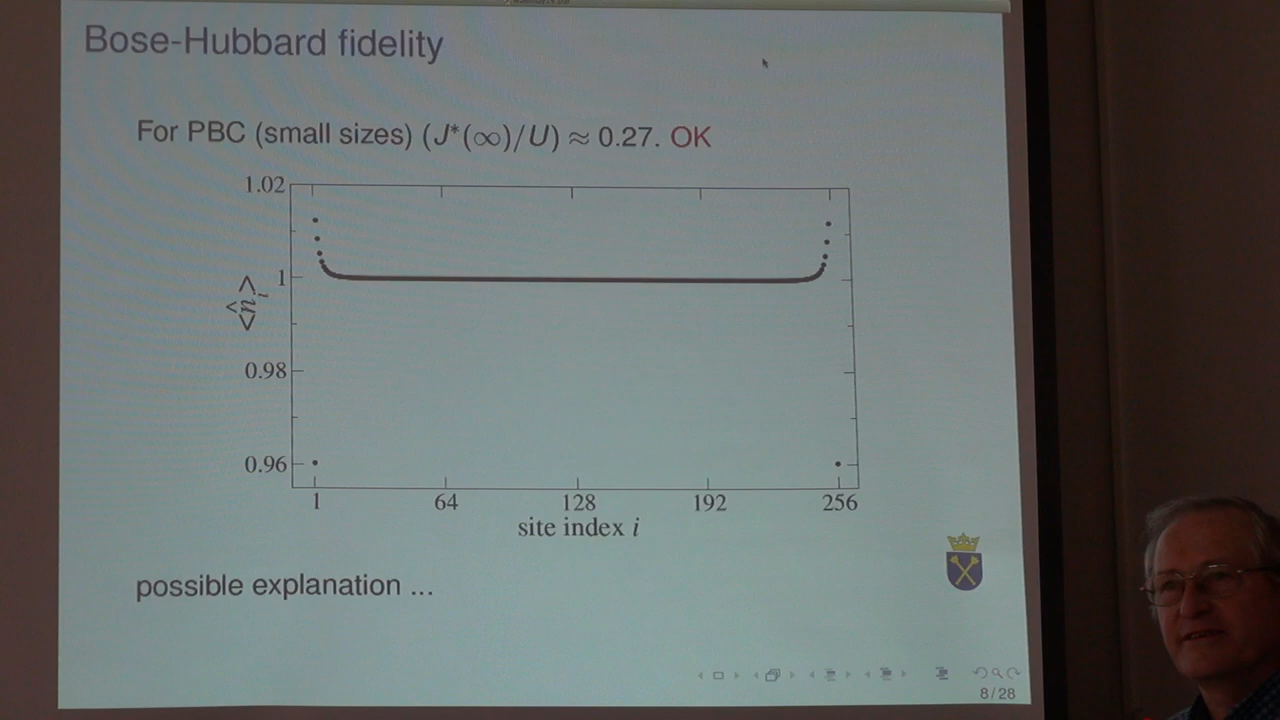 Bose-Hubbard fidelity
For PBC (small sizes) (J*(∞)/U) ≈ 0.27. OK
1.02
1
0.98
0.96
<n̂ᵢ>
1 64 128 192 256
site index i
possible explanation ...
8/28